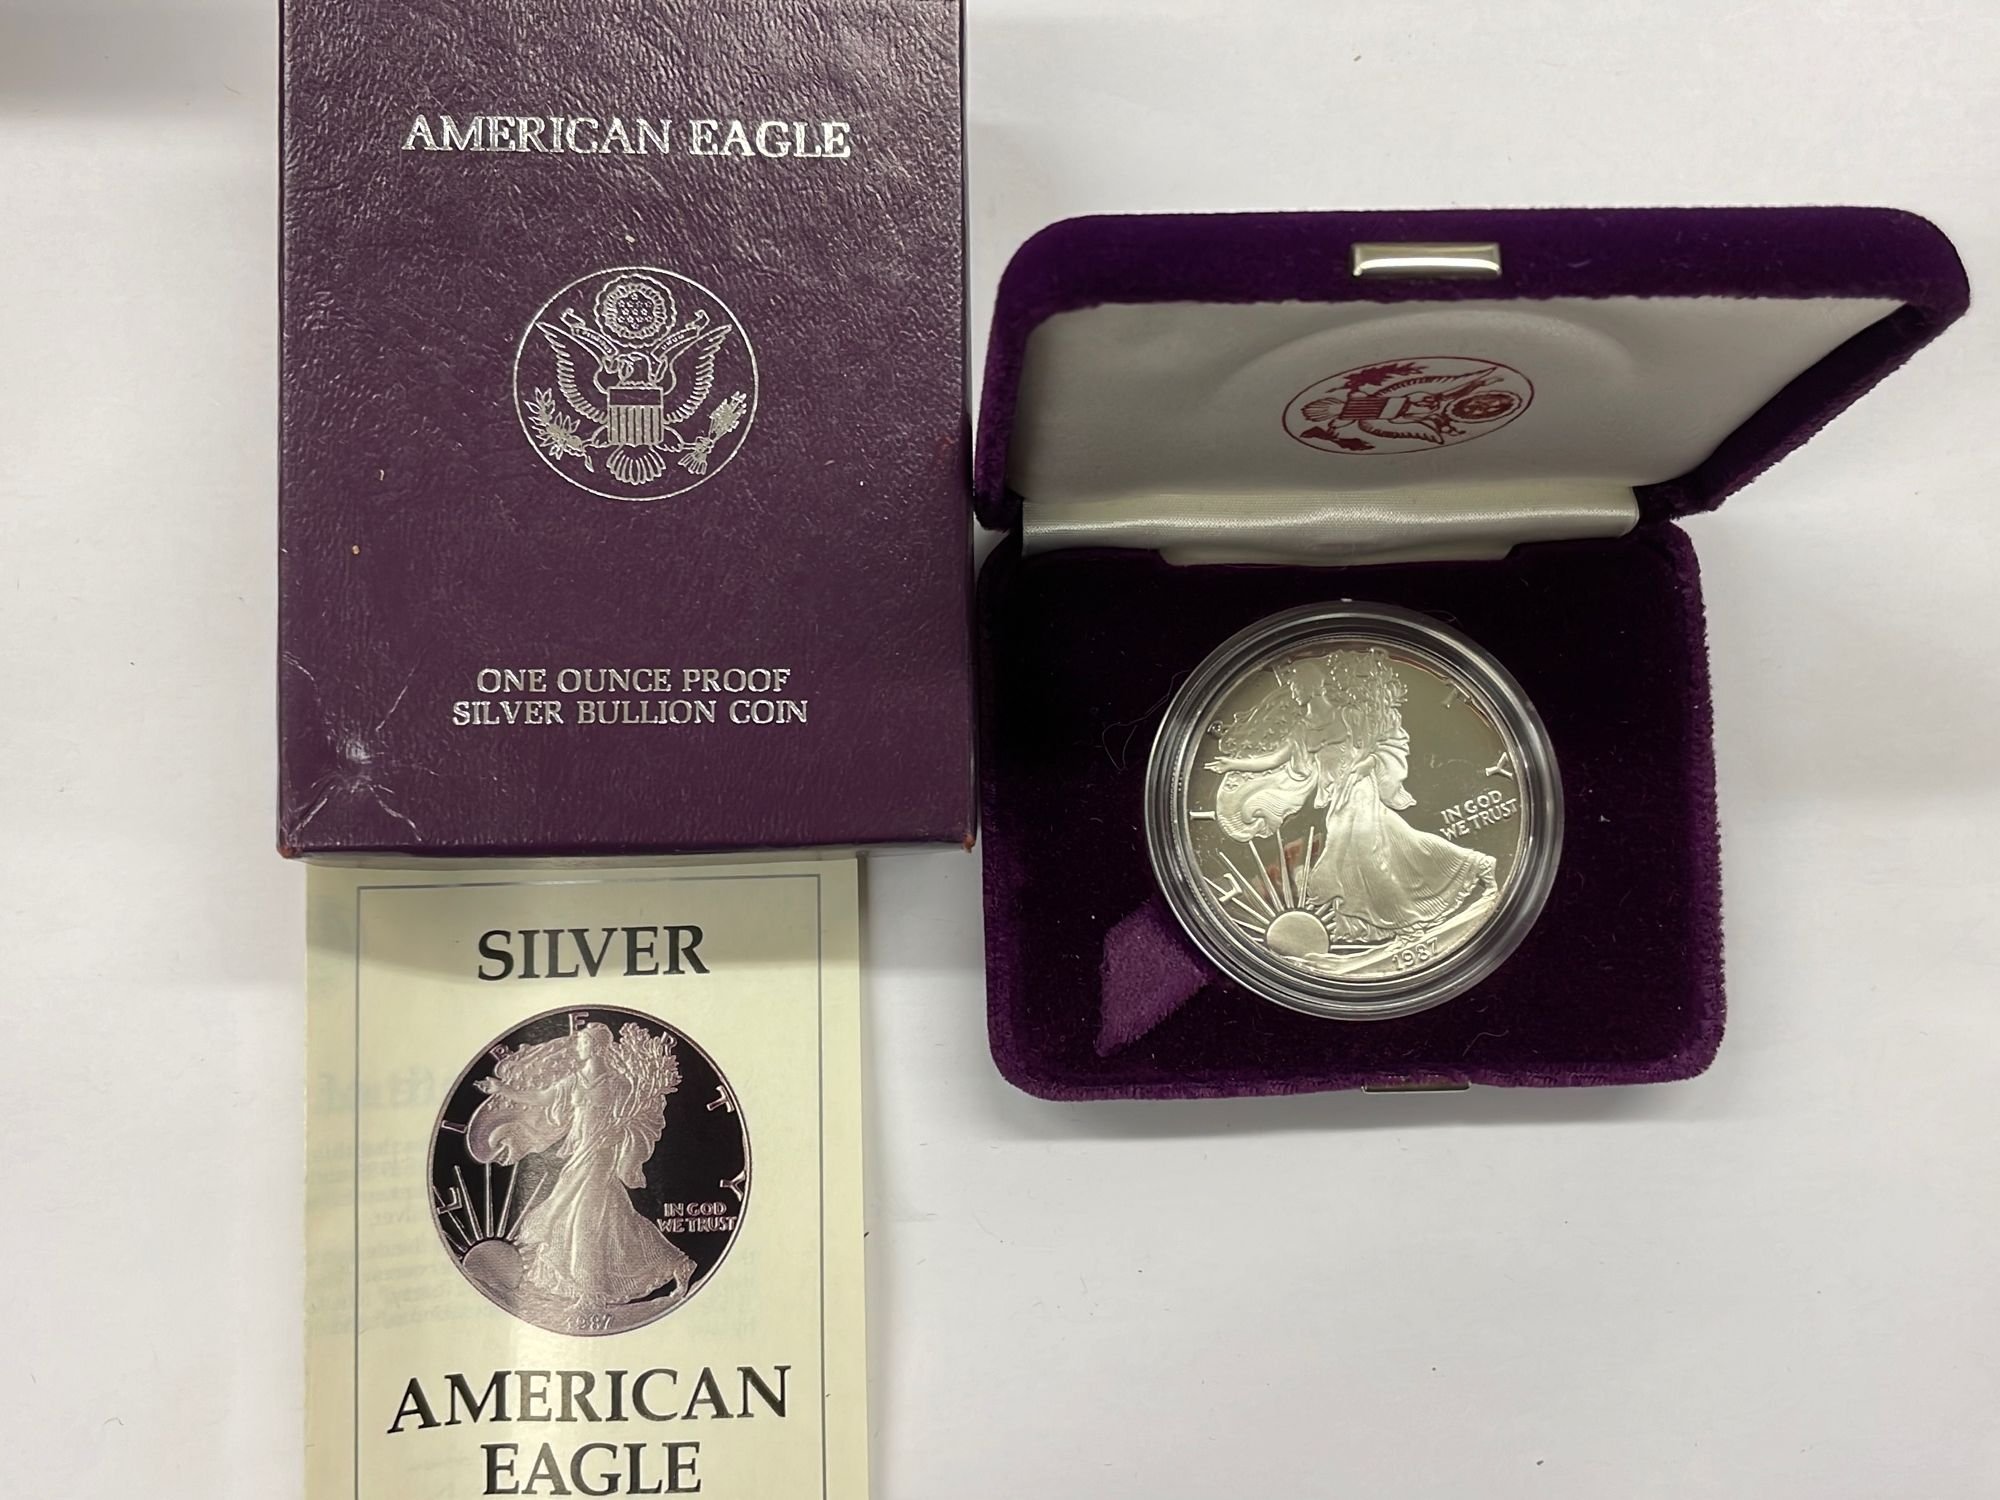 AMERICAN EAGLE
ONE OUNCE PROOF
SILVER BULLION COIN
SILVER
LIBERTY
IN GOD
WE TRUST
1987
AMERICAN
EAGLE
L I T Y
IN GOD
WE TRUST
1987